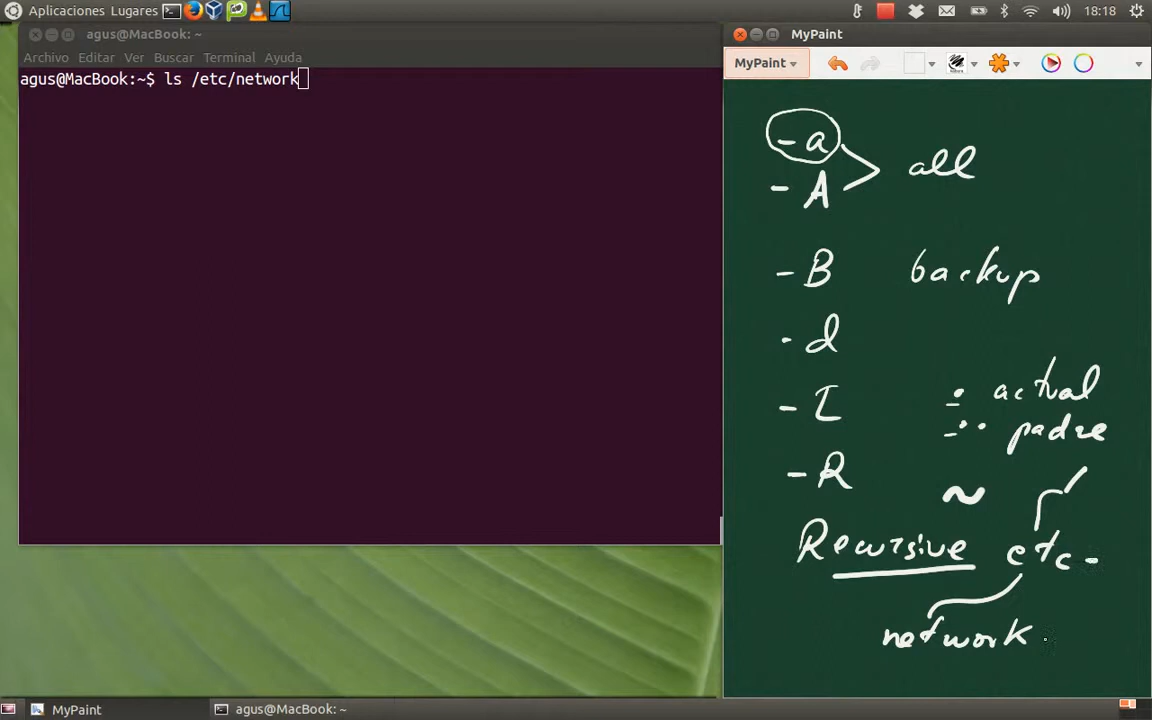 Aplicaciones Lugares
18:18
agus@MacBook: ~
Archivo Editar Ver Buscar Terminal Ayuda
agus@MacBook:~$ ls /etc/network
MyPaint
MyPaint
-a
-A
all
-B backup
-d
-I
. actual
.. padre
-R
~
/
Recursive etc-
network
MyPaint
agus@MacBook: ~